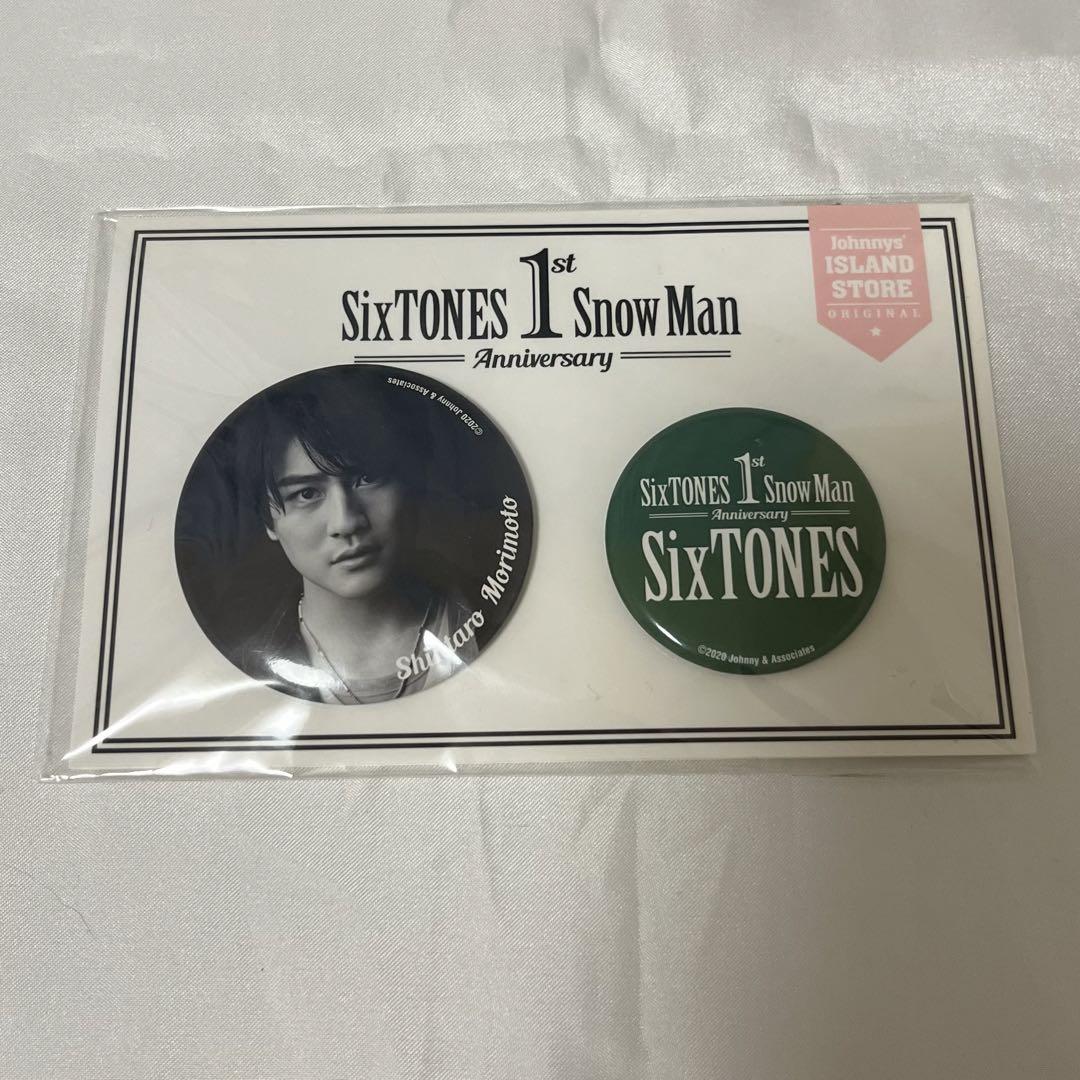 SixTONES 1st Snow Man
Anniversary
Johnnys'
ISLAND
STORE
ORIGINAL
©2020 Johnny & Associates
Shintaro Morimoto
SixTONES 1st Snow Man
Anniversary
SixTONES
©2020 Johnny & Associates